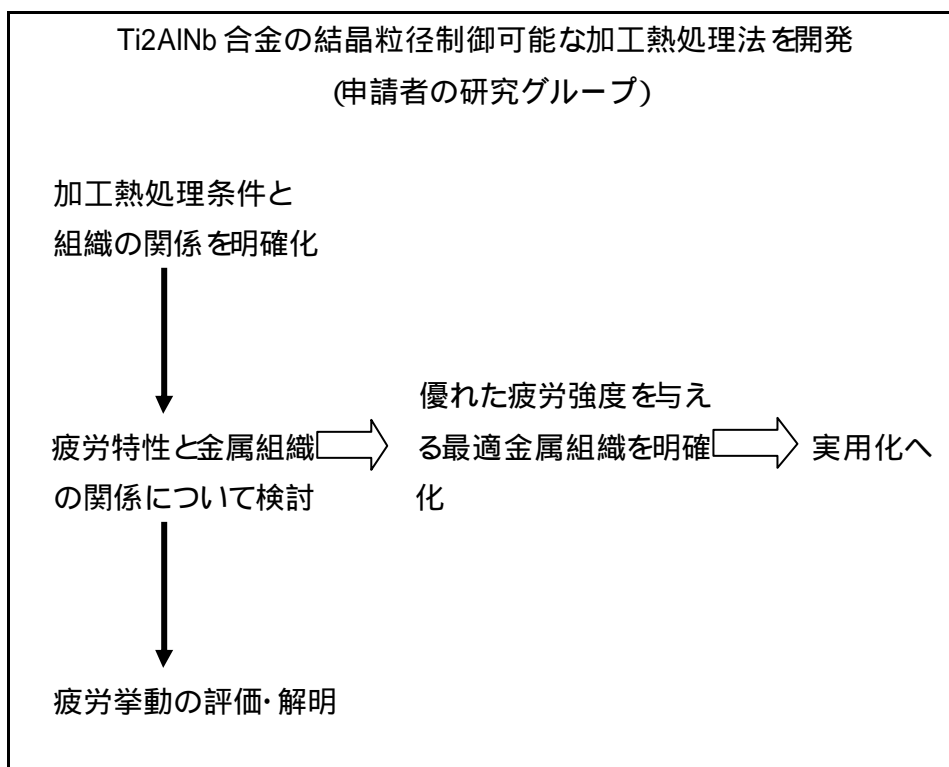 Ti2AlNb 合金の結晶粒径制御可能な加工熱処理法を開発
(申請者の研究グループ)
加工熱処理条件と
組織の関係を明確化
疲労特性と金属組織
の関係について検討
優れた疲労強度を与え
る最適金属組織を明確
化
実用化へ
疲労挙動の評価・解明